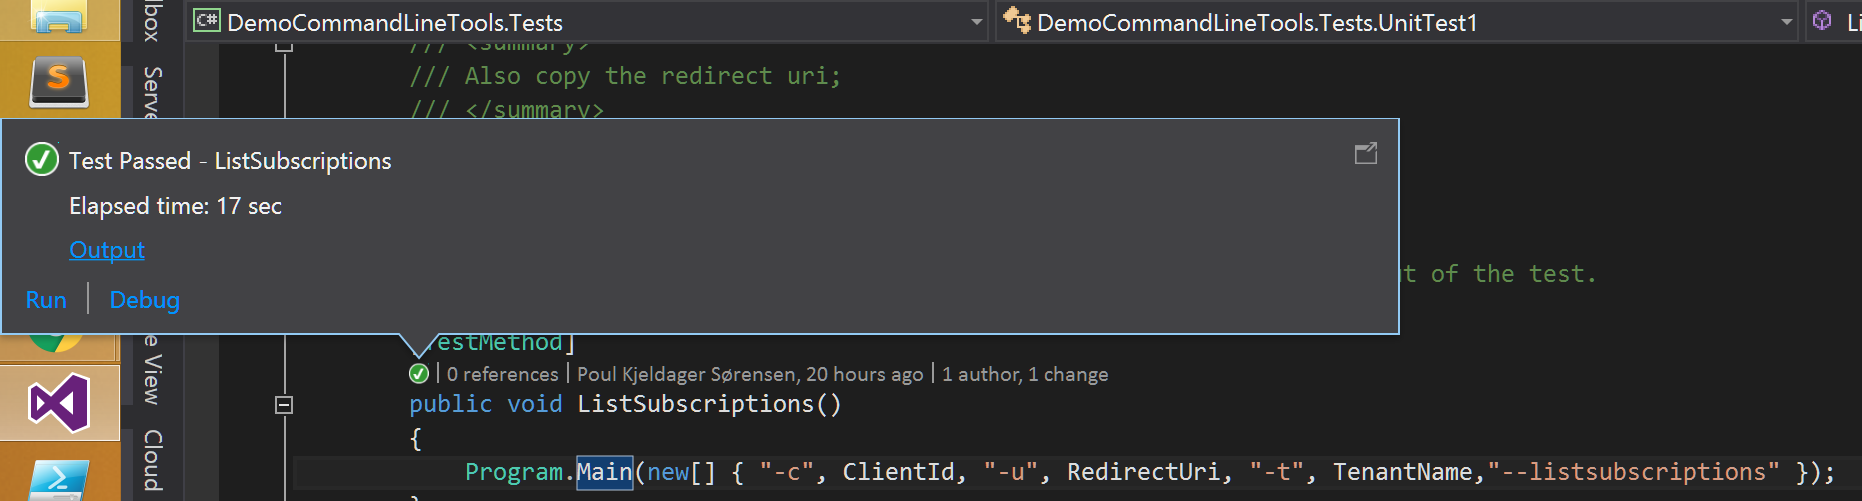 DemoCommandLineTools.Tests
DemoCommandLineTools.Tests.UnitTest1
Li
lbox
Serve
e View
Cloud
/// <summary>
/// Also copy the redirect uri;
/// </summary>
Test Passed - ListSubscriptions
Elapsed time: 17 sec
Output
Run | Debug
t of the test.
TestMethod]
| 0 references | Poul Kjeldager Sørensen, 20 hours ago | 1 author, 1 change
public void ListSubscriptions()
{
Program.Main(new[] { "-c", ClientId, "-u", RedirectUri, "-t", TenantName,"--listsubscriptions" });